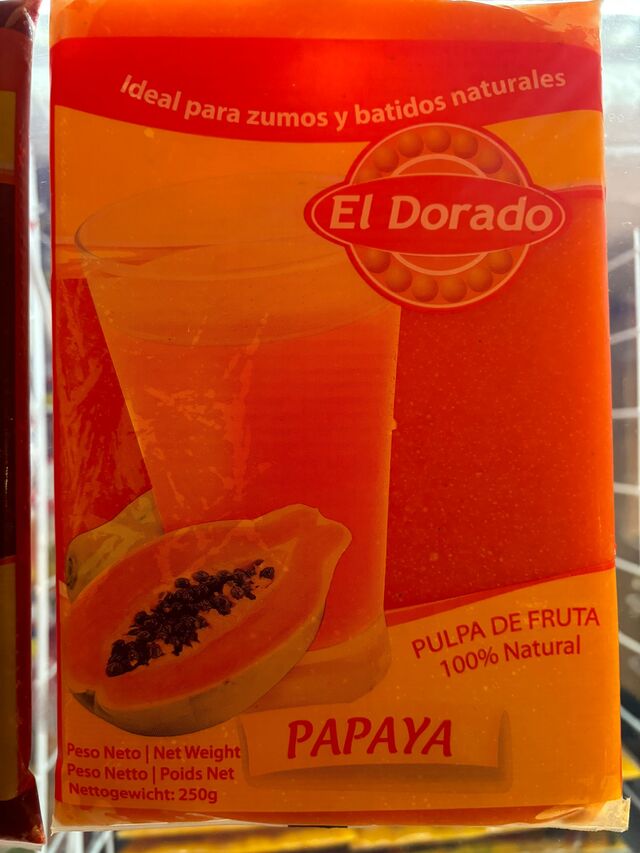 Ideal para zumos y batidos naturales
El Dorado
PULPA DE FRUTA
100% Natural
PAPAYA
Peso Neto | Net Weight
Peso Netto | Poids Net
Nettogewicht: 250g